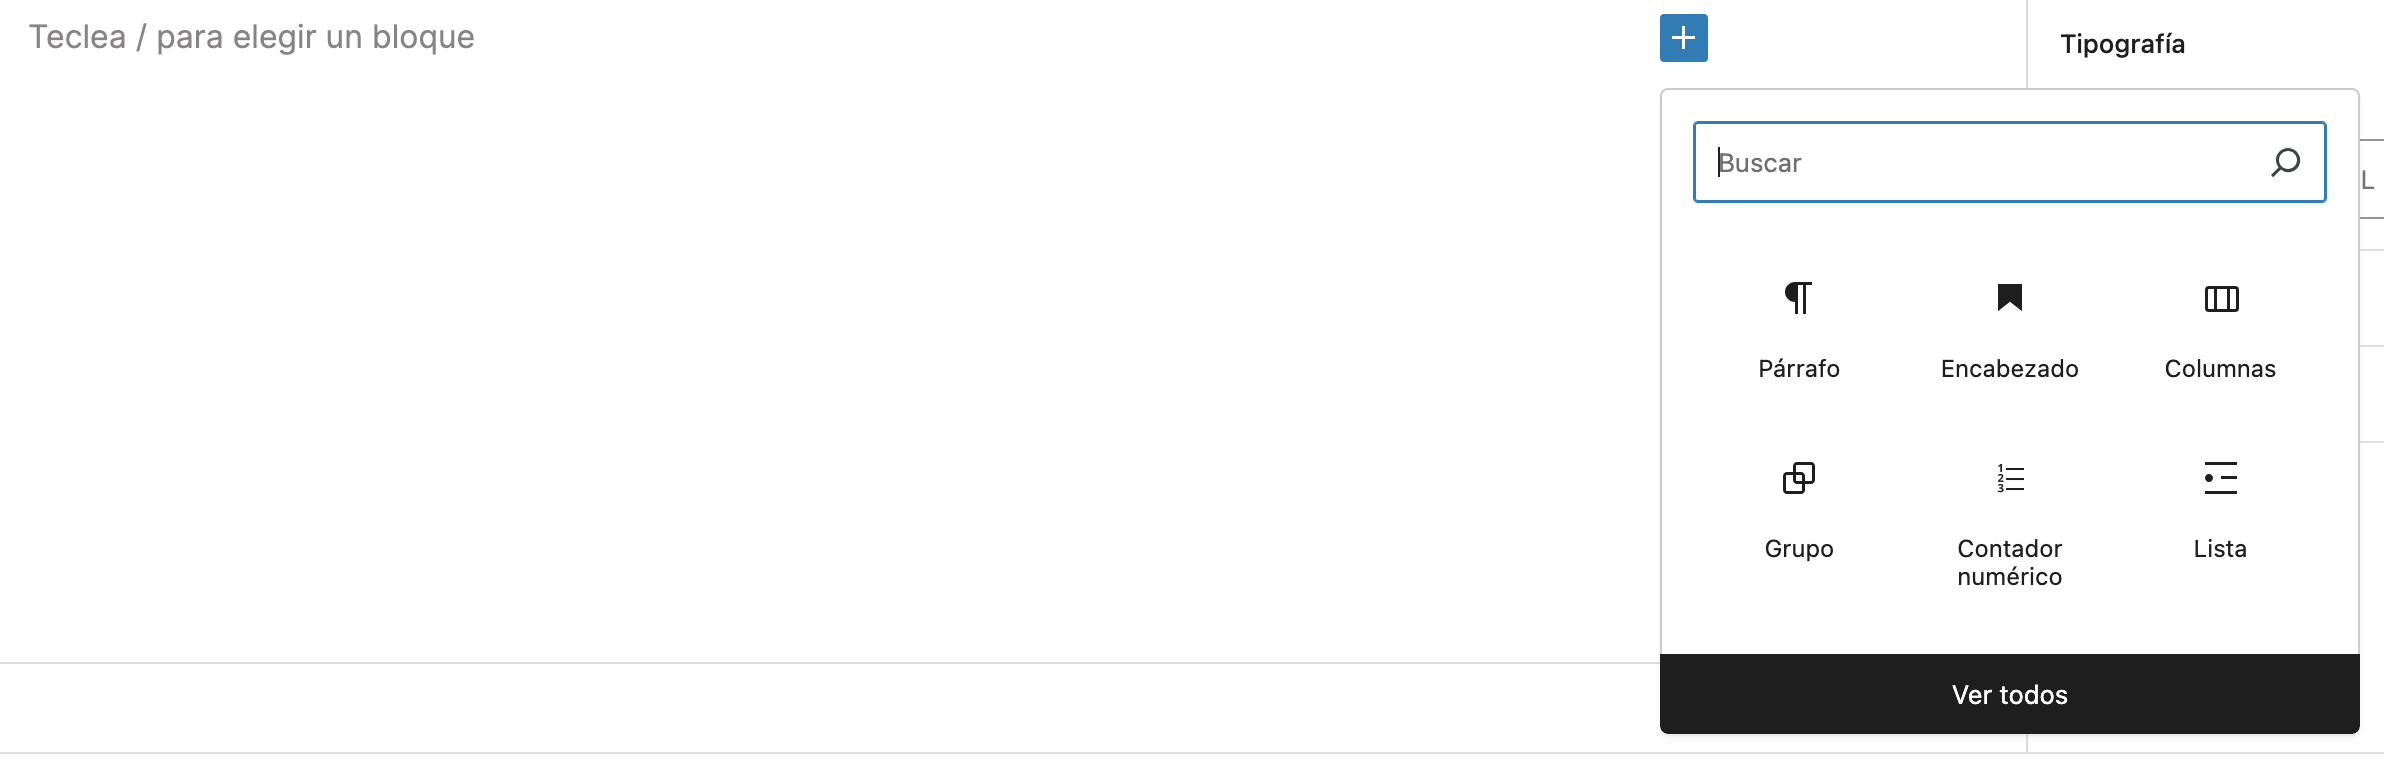 Teclea / para elegir un bloque
Tipografía
Buscar
L
Párrafo
Encabezado
Columnas
Grupo
Contador
numérico
Lista
Ver todos